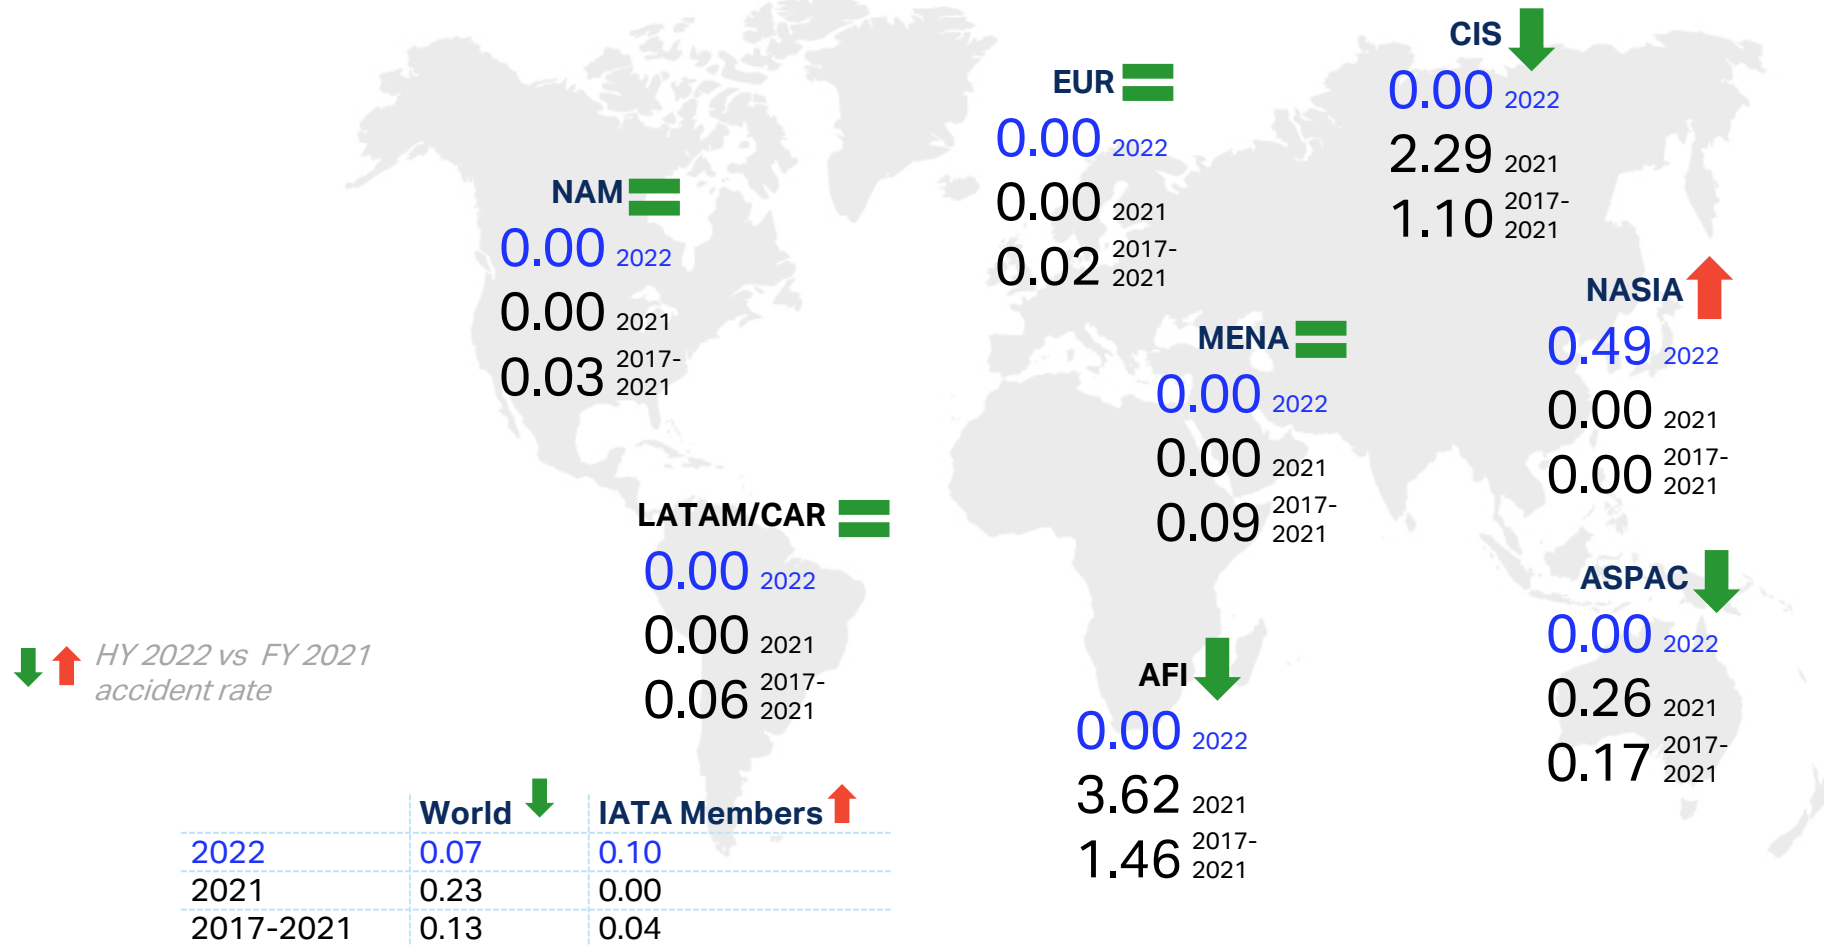 CIS
0.00 2022
2.29 2021
1.10 2017-
2021
EUR
0.00 2022
0.00 2021
0.02 2017-
2021
NAM
0.00 2022
0.00 2021
0.03 2017-
2021
NASIA
0.49 2022
0.00 2021
0.00 2017-
2021
MENA
0.00 2022
0.00 2021
0.09 2017-
2021
LATAM/CAR
0.00 2022
0.00 2021
0.06 2017-
2021
ASPAC
0.00 2022
0.26 2021
0.17 2017-
2021
AFI
0.00 2022
3.62 2021
1.46 2017-
2021
HY 2022 vs FY 2021
accident rate
World IATA Members
2022 0.07 0.10
2021 0.23 0.00
2017-2021 0.13 0.04